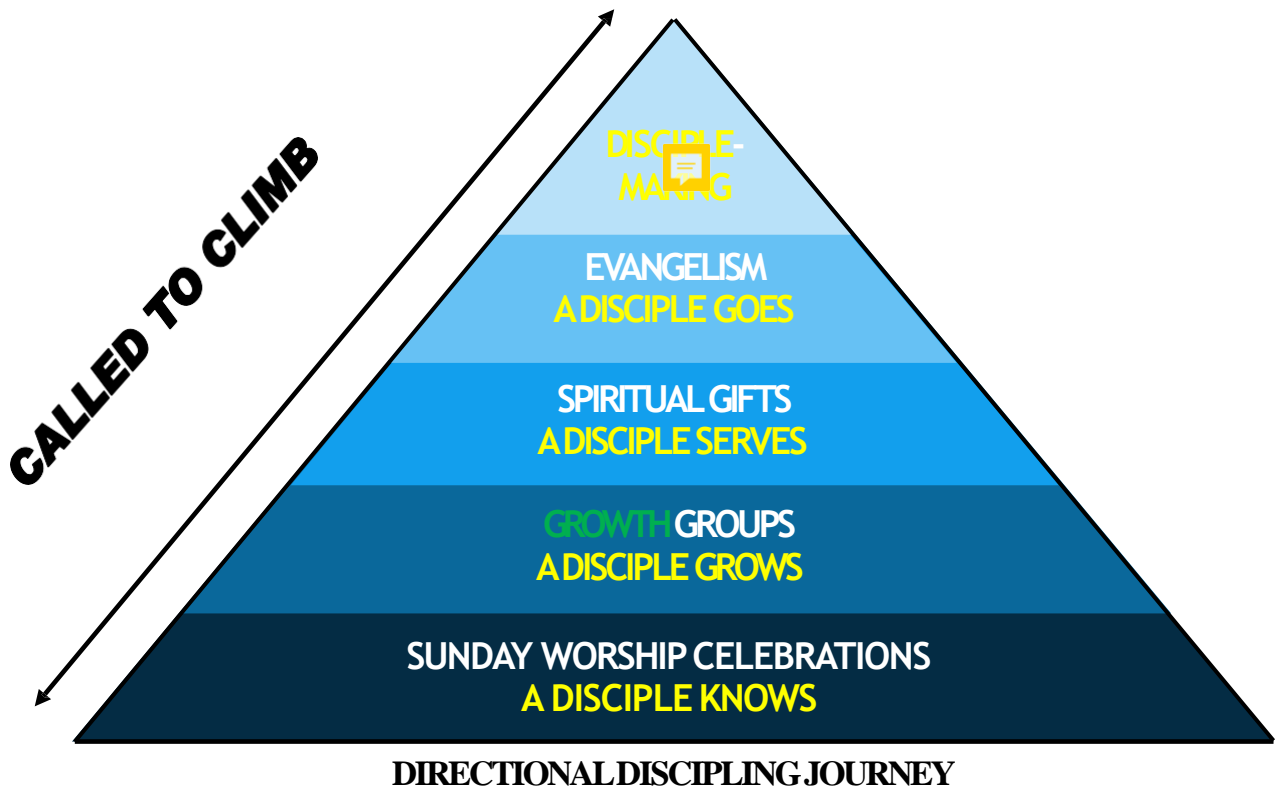 CALLED TO CLIMB
DISCIPLE-
MAKING
EVANGELISM
A DISCIPLE GOES
SPIRITUAL GIFTS
A DISCIPLE SERVES
GROWTH GROUPS
A DISCIPLE GROWS
SUNDAY WORSHIP CELEBRATIONS
A DISCIPLE KNOWS
DIRECTIONAL DISCIPLING JOURNEY